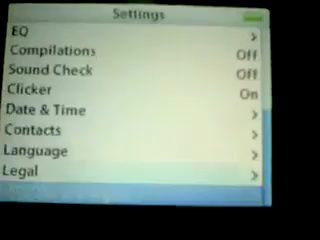 Settings
EQ >
Compilations Off
Sound Check Off
Clicker On
Date & Time >
Contacts >
Language >
Legal >